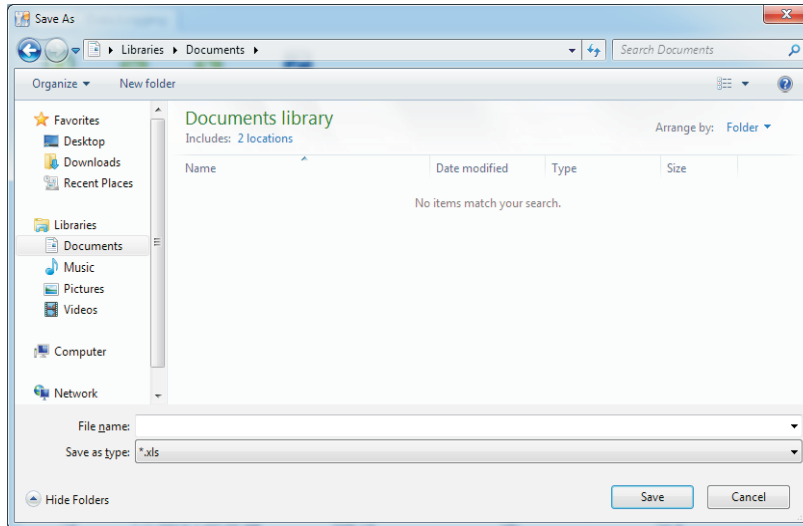 Save As
Libraries Documents
Search Documents
Organize New folder
Favorites
Desktop
Downloads
Recent Places
Libraries
Documents
Music
Pictures
Videos
Computer
Network
Documents library
Includes: 2 locations
Arrange by: Folder
Name Date modified Type Size
No items match your search.
File name:
Save as type: *.xls
Hide Folders
Save Cancel